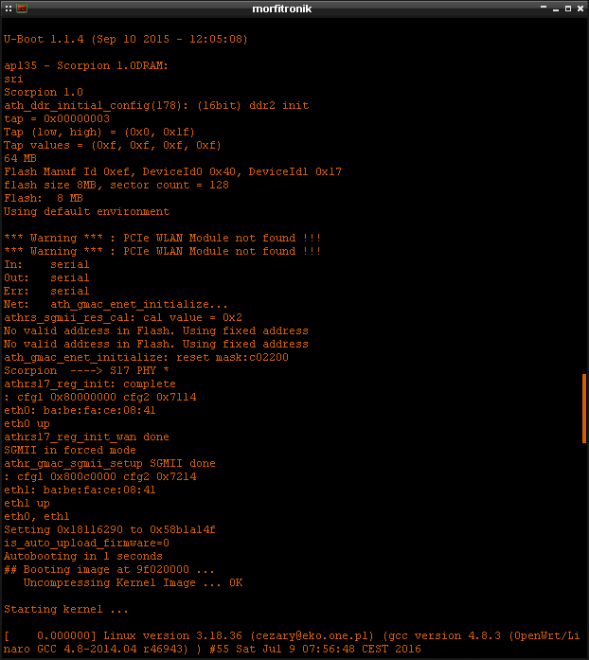 morfitronik
U-Boot 1.1.4 (Sep 10 2015 - 12:05:08)
ap135 - Scorpion 1.0DRAM:
sri
Scorpion 1.0
ath_ddr_initial_config(178): (16bit) ddr2 init
tap = 0x00000003
Tap (low, high) = (0x0, 0x1f)
Tap values = (0xf, 0xf, 0xf, 0xf)
64 MB
Flash Manuf Id 0xef, DeviceId0 0x40, DeviceId1 0x17
flash size 8MB, sector count = 128
Flash:  8 MB
Using default environment
*** Warning *** : PCIe WLAN Module not found !!!
*** Warning *** : PCIe WLAN Module not found !!!
In:    serial
Out:   serial
Err:   serial
Net:   ath_gmac_enet_initialize...
athrs_sgmii_res_cal: cal value = 0x2
No valid address in Flash. Using fixed address
No valid address in Flash. Using fixed address
ath_gmac_enet_initialize: reset mask:c02200
Scorpion  ----> S17 PHY *
athrs17_reg_init: complete
: cfg1 0x80000000 cfg2 0x7114
eth0: ba:be:fa:ce:08:41
eth0 up
athrs17_reg_init_wan done
SGMII in forced mode
athr_gmac_sgmii_setup SGMII done
: cfg1 0x800c0000 cfg2 0x7214
eth1: ba:be:fa:ce:08:41
eth1 up
eth0, eth1
Setting 0x18116290 to 0x58b1a14f
is_auto_upload_firmware=0
Autobooting in 1 seconds
## Booting image at 9f020000 ...
   Uncompressing Kernel Image ... OK
Starting kernel ...
[    0.000000] Linux version 3.18.36 (cezary@eko.one.pl) (gcc version 4.8.3 (OpenWrt/Li
naro GCC 4.8-2014.04 r46943) ) #55 Sat Jul 9 07:56:48 CEST 2016